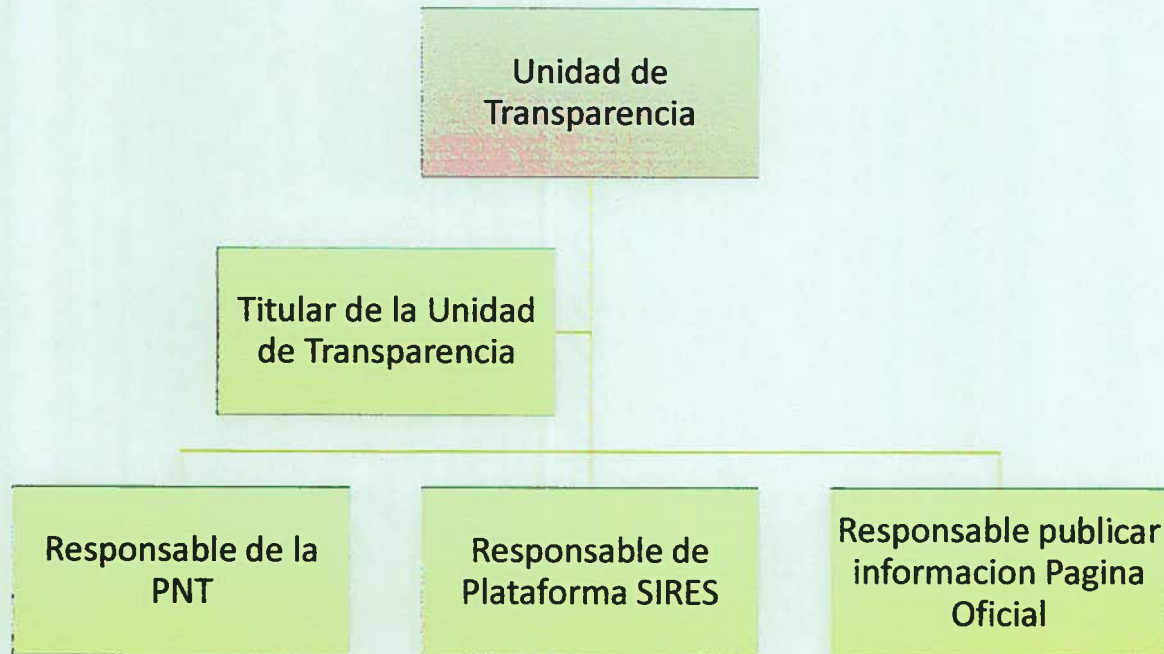 Unidad de
Transparencia
Titular de la Unidad
de Transparencia
Responsable de la
PNT
Responsable de
Plataforma SIRES
Responsable publicar
informacion Pagina
Oficial